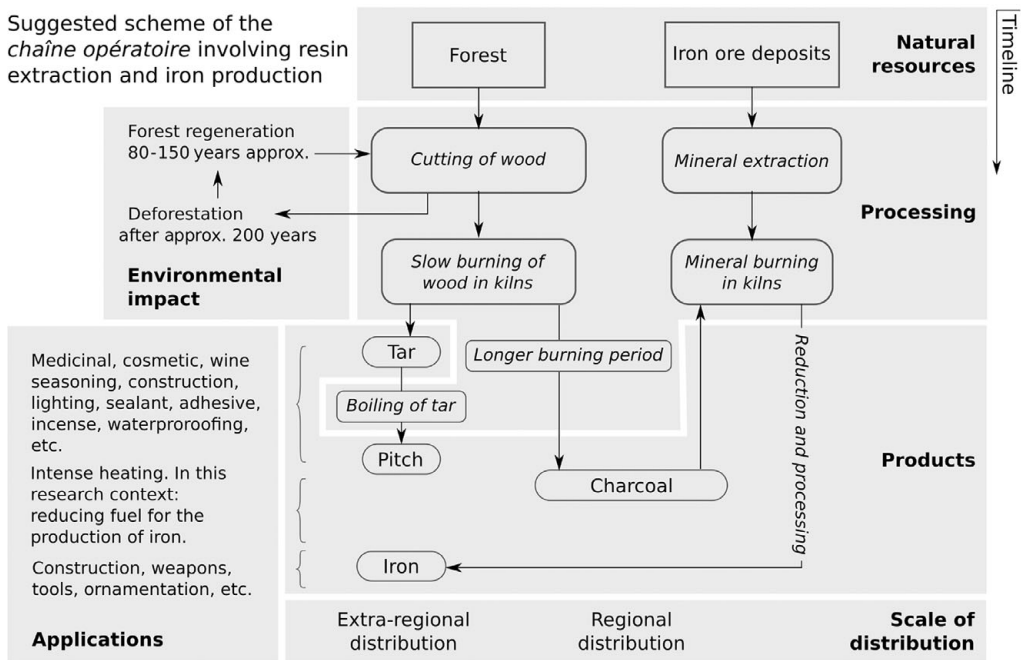 Suggested scheme of the
chaîne opératoire involving resin
extraction and iron production
Forest
Iron ore deposits
Natural
resources
Timeline
Forest regeneration
80-150 years approx.
Deforestation
after approx. 200 years
Environmental
impact
Cutting of wood
Mineral extraction
Processing
Slow burning of
wood in kilns
Mineral burning
in kilns
Tar
Longer burning period
Boiling of tar
Pitch
Charcoal
Reduction and processing
Products
Iron
Medicinal, cosmetic, wine
seasoning, construction,
lighting, sealant, adhesive,
incense, waterproroofing,
etc.
Intense heating. In this
research context:
reducing fuel for the
production of iron.
Construction, weapons,
tools, ornamentation, etc.
Applications
Extra-regional
distribution
Regional
distribution
Scale of
distribution